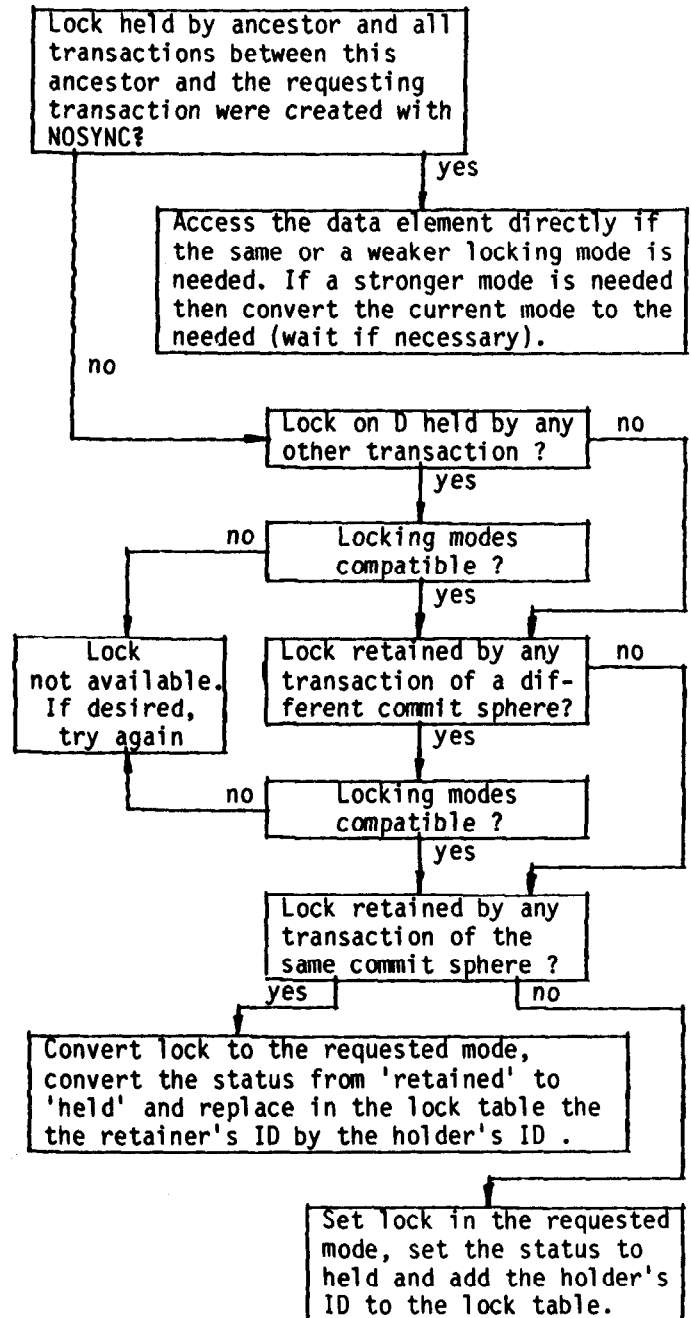 Lock held by ancestor and all
transactions between this
ancestor and the requesting
transaction were created with
NOSYNC?
yes
Access the data element directly if
the same or a weaker locking mode is
needed. If a stronger mode is needed
then convert the current mode to the
needed (wait if necessary).
no
Lock on D held by any
other transaction ?
no
yes
no
Locking modes
compatible ?
yes
Lock
not available.
If desired,
try again
Lock retained by any
transaction of a dif-
ferent commit sphere?
no
yes
no
Locking modes
compatible ?
yes
Lock retained by any
transaction of the
same commit sphere ?
yes
no
Convert lock to the requested mode,
convert the status from 'retained' to
'held' and replace in the lock table the
the retainer's ID by the holder's ID .
Set lock in the requested
mode, set the status to
held and add the holder's
ID to the lock table.